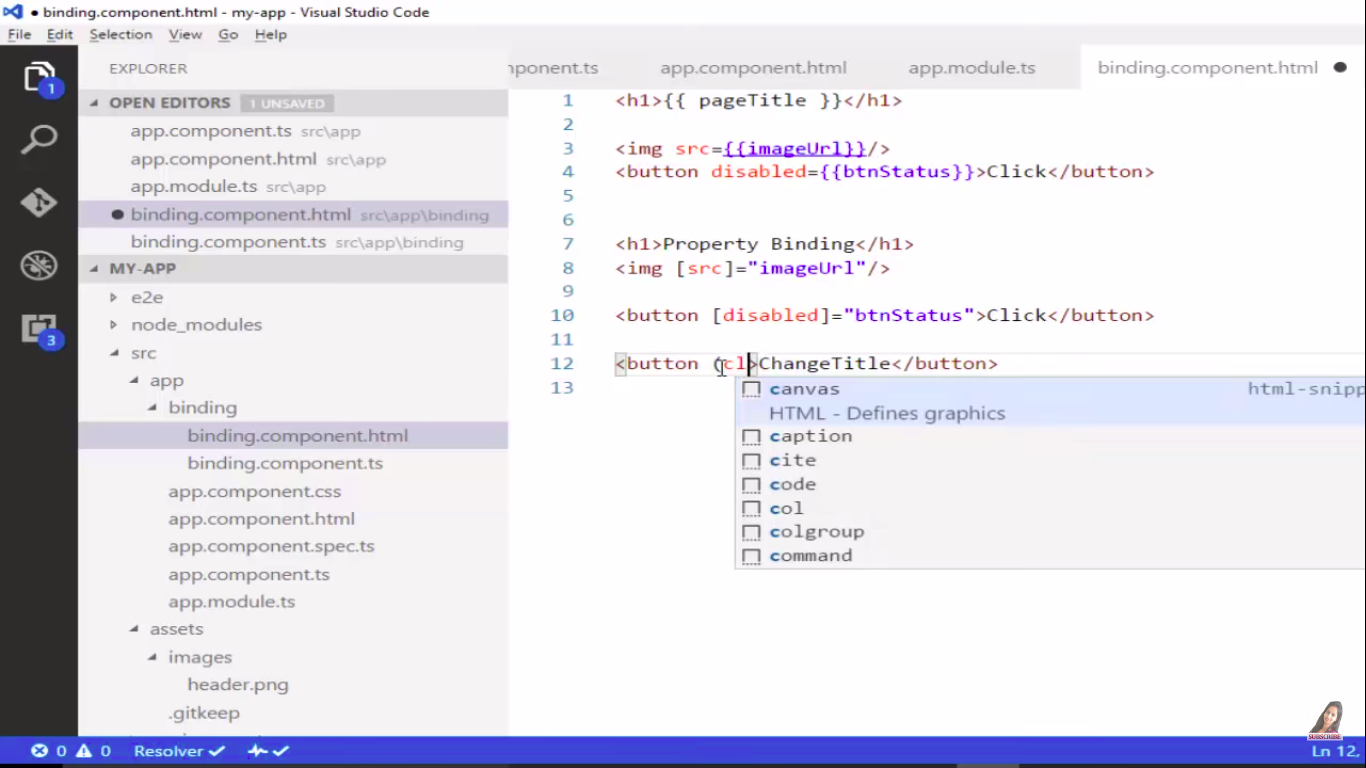 binding.component.html - my-app - Visual Studio Code
File Edit Selection View Go Help
EXPLORER
OPEN EDITORS 1 UNSAVED
app.component.ts src\app
app.component.html src\app
app.module.ts src\app
binding.component.html src\app\binding
binding.component.ts src\app\binding
MY-APP
e2e
node_modules
src
app
binding
binding.component.html
binding.component.ts
app.component.css
app.component.html
app.component.spec.ts
app.component.ts
app.module.ts
assets
images
header.png
.gitkeep
1
3
nponent.ts app.component.html app.module.ts binding.component.html
1 <h1>{{ pageTitle }}</h1>
2
3 <img src={{imageUrl}}/>
4 <button disabled={{btnStatus}}>Click</button>
5
6
7 <h1>Property Binding</h1>
8 <img [src]="imageUrl"/>
9
10 <button [disabled]="btnStatus">Click</button>
11
12 <button (cl>ChangeTitle</button>
13
canvas html-snipp
HTML - Defines graphics
caption
cite
code
col
colgroup
command
SUBSCRIBE
0 0 Resolver Ln 12,